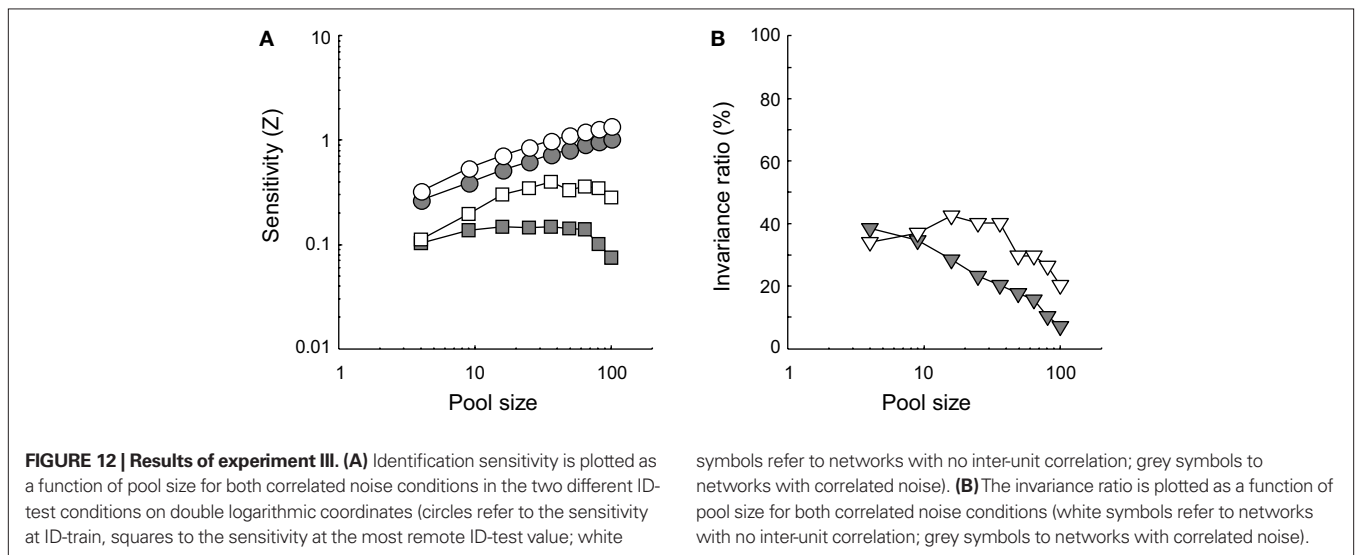 A
10
1
0.1
0.01
Sensitivity (Z)
1
10
100
Pool size
B
100
80
60
40
20
0
Invariance ratio (%)
1
10
100
Pool size
FIGURE 12 | Results of experiment III. (A) Identification sensitivity is plotted as
a function of pool size for both correlated noise conditions in the two different ID-
test conditions on double logarithmic coordinates (circles refer to the sensitivity
at ID-train, squares to the sensitivity at the most remote ID-test value; white
symbols refer to networks with no inter-unit correlation; grey symbols to
networks with correlated noise). (B) The invariance ratio is plotted as a function of
pool size for both correlated noise conditions (white symbols refer to networks
with no inter-unit correlation; grey symbols to networks with correlated noise).